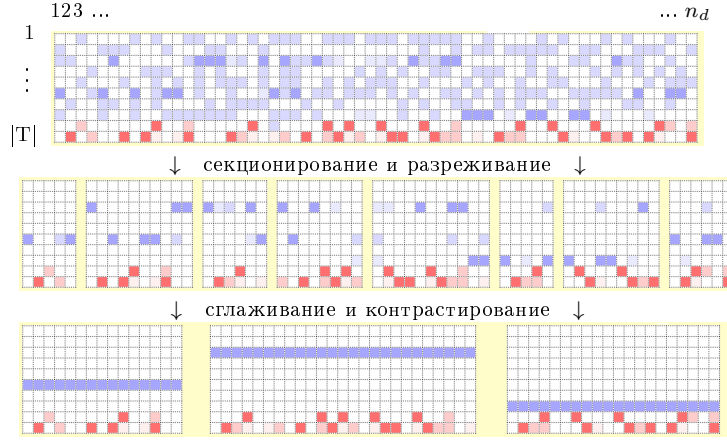 123 ... ... n_d
1
⋮
|T|
↓ секционирование и разреживание ↓
↓ сглаживание и контрастирование ↓